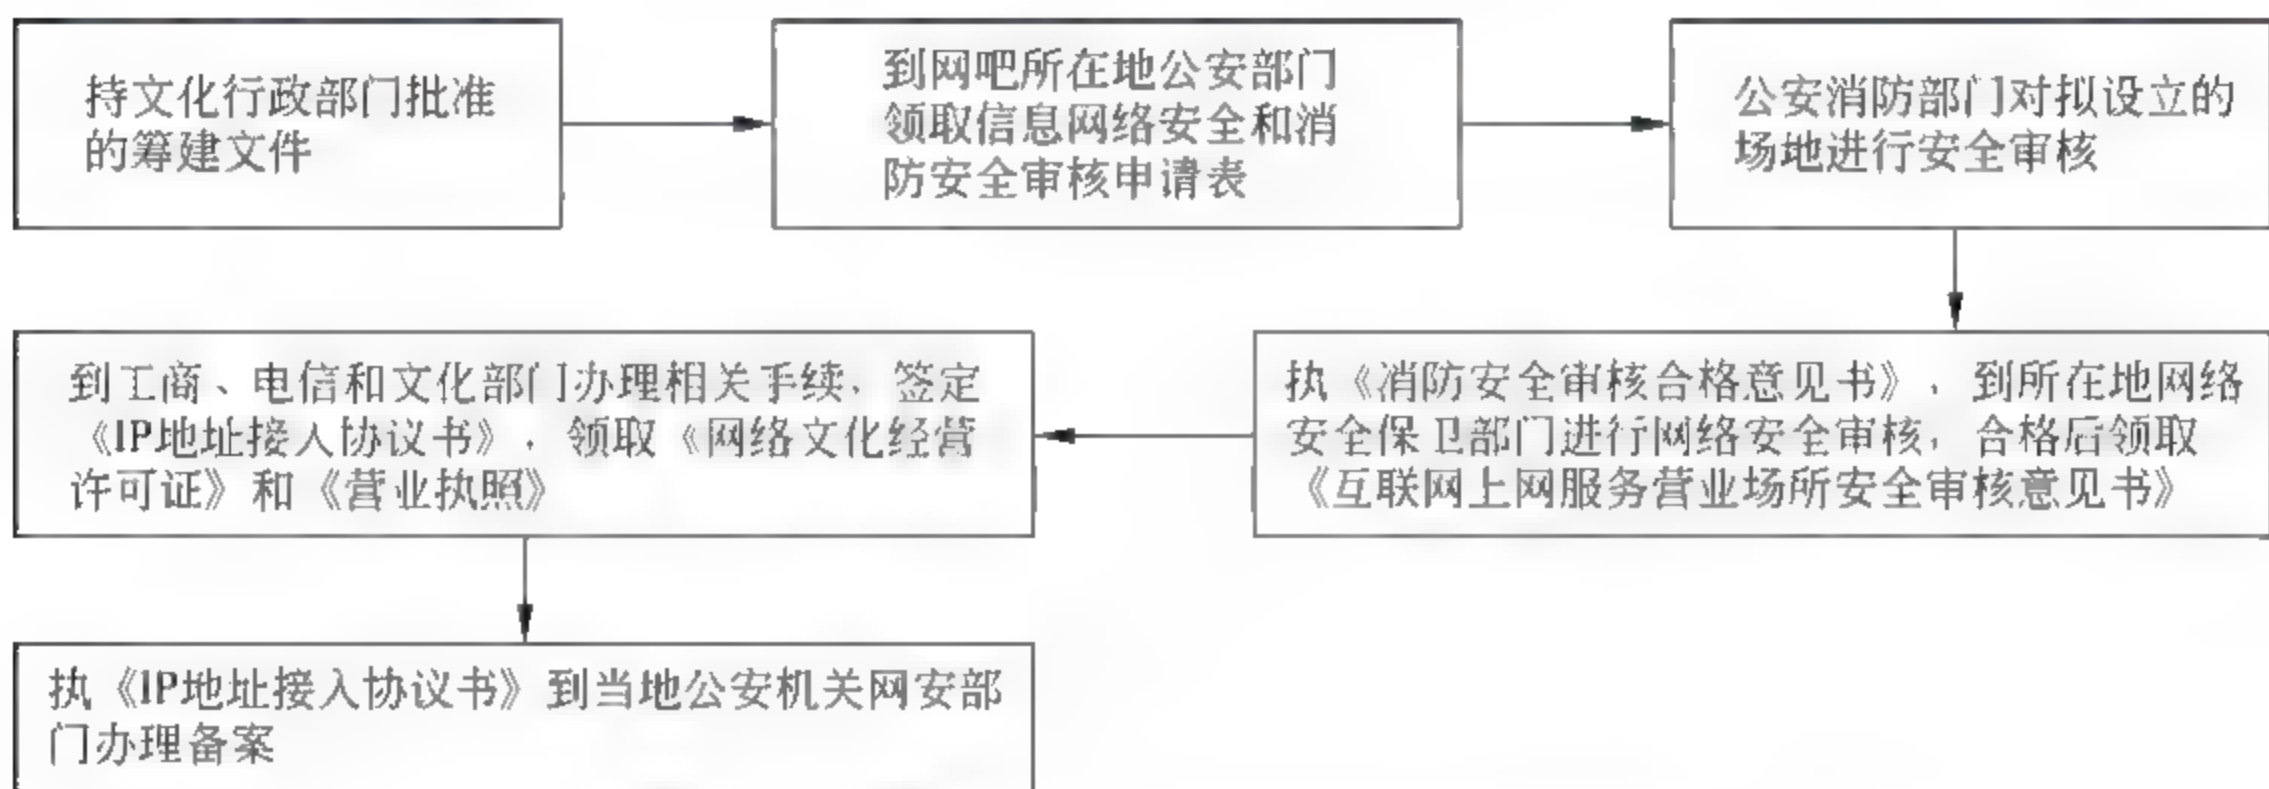 持文化行政部门批准
的筹建文件
到网吧所在地公安部门
领取信息网络安全和消
防安全审核申请表
公安消防部门对拟设立的
场地进行安全审核
执《消防安全审核合格意见书》，到所在地网络
安全保卫部门进行网络安全审核，合格后领取
《互联网上网服务营业场所安全审核意见书》
到工商、电信和文化部门办理相关手续，签定
《IP地址接入协议书》，领取《网络文化经营
许可证》和《营业执照》
执《IP地址接入协议书》到当地公安机关网安部
门办理备案